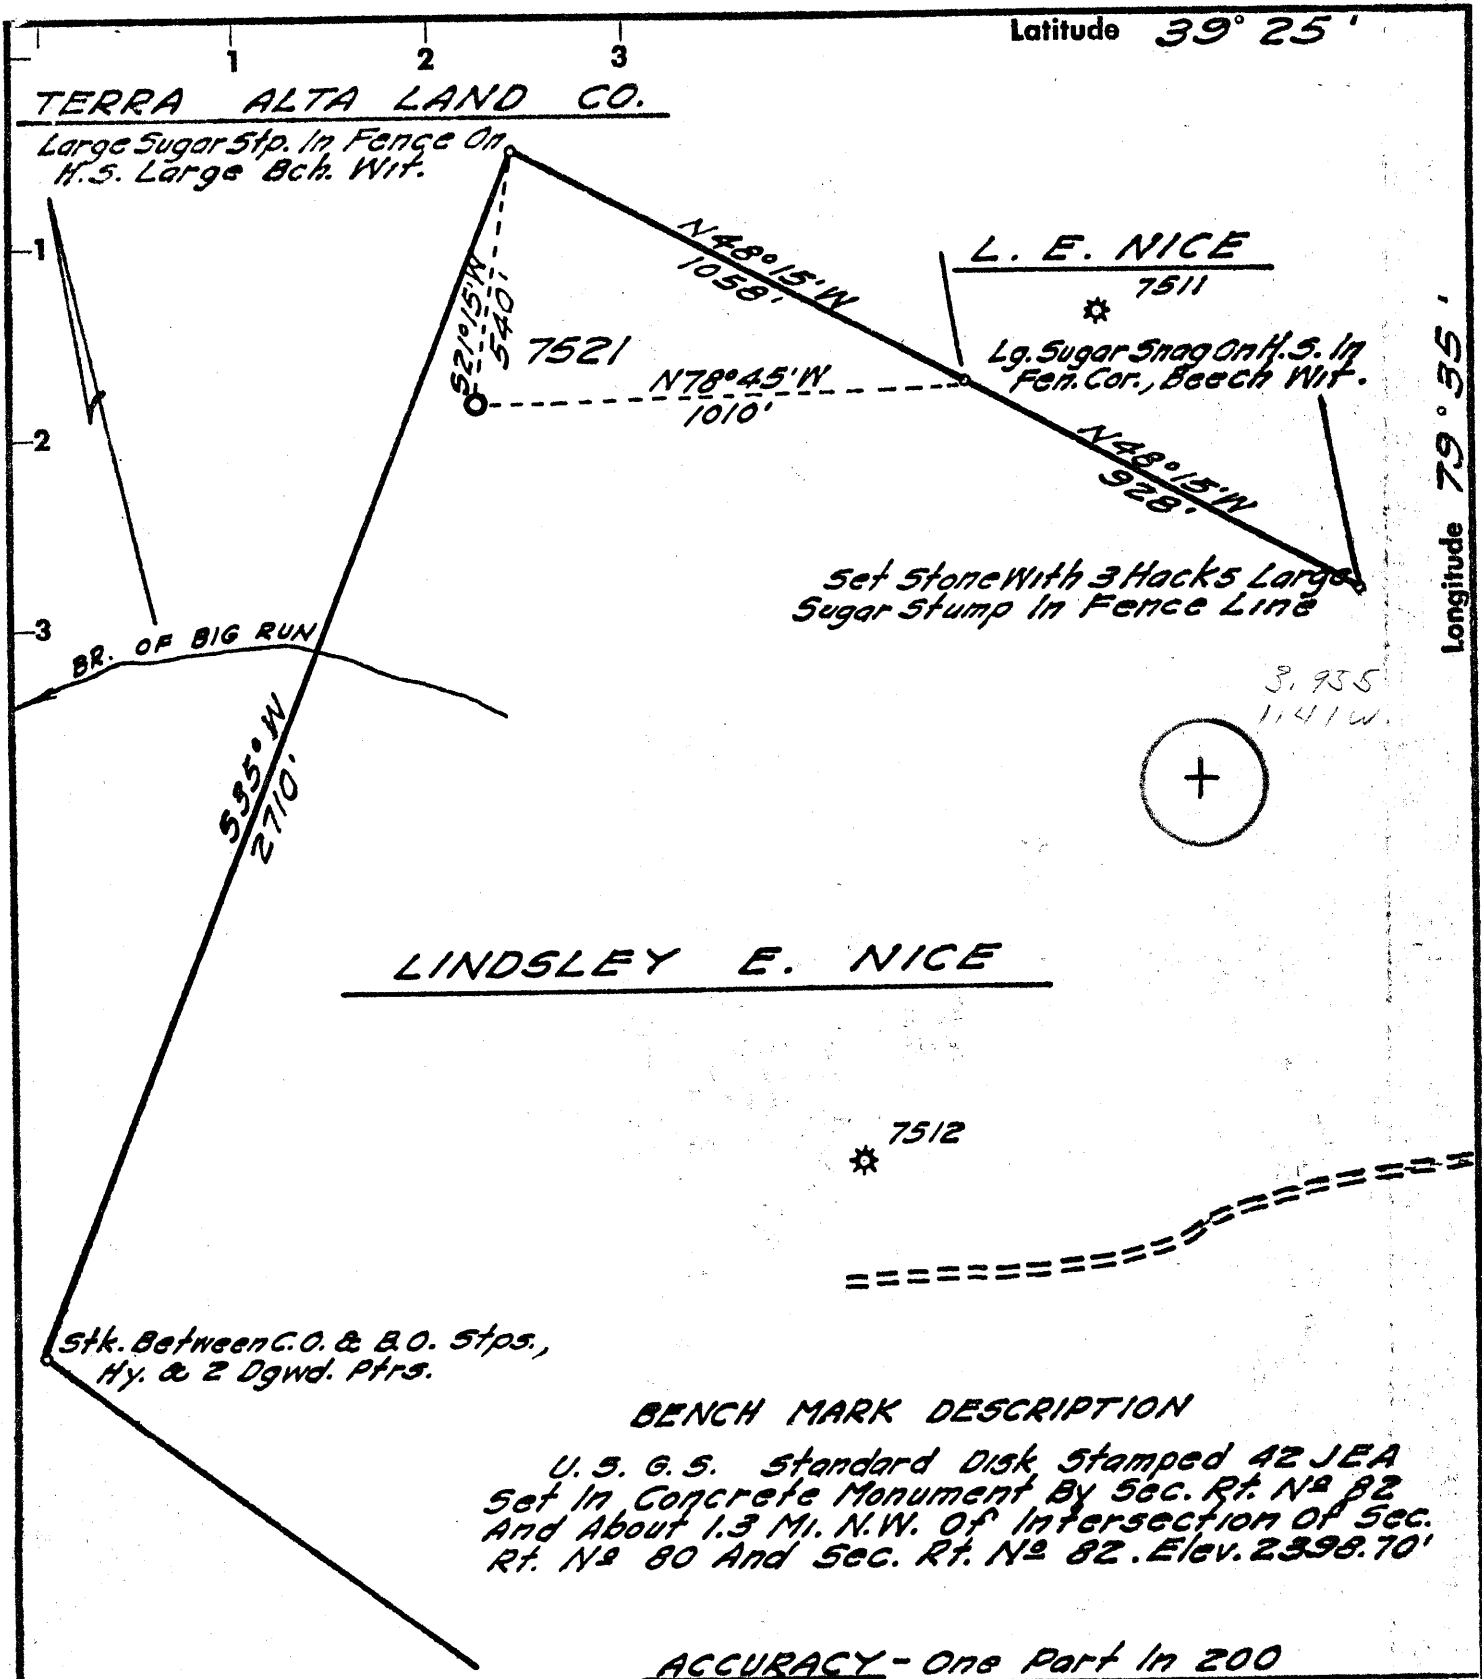 Latitude 39° 25'
1 2 3
TERRA ALTA LAND CO.
Large Sugar Stp. In Fence On
H.S. Large Bch. Wit.
1
2
3
N48°15'W
1058'
L. E. NICE
7511
Lg. Sugar Snag On H.S. In
Fen. Cor., Beech Wit.
S21°15'W
540'
7521
N78°45'W
1010'
N48°15'W
928'
Longitude 79° 35'
Set Stone With 3 Hacks Large
Sugar Stump In Fence Line
BR. OF BIG RUN
3.95S
1.41W.
S35°W
2710'
LINDSLEY E. NICE
7512
Stk. Between C.O. & B.O. Stps.,
Hy. & 2 Dgwd. Ptrs.
BENCH MARK DESCRIPTION
U. S. G. S. Standard Disk Stamped 42 JEA
Set In Concrete Monument By Sec. Rt. Nº 82
And About 1.3 Mi. N.W. Of Intersection Of Sec.
Rt. Nº 80 And Sec. Rt. Nº 82. Elev. 2398.70'
ACCURACY - One Part In 200